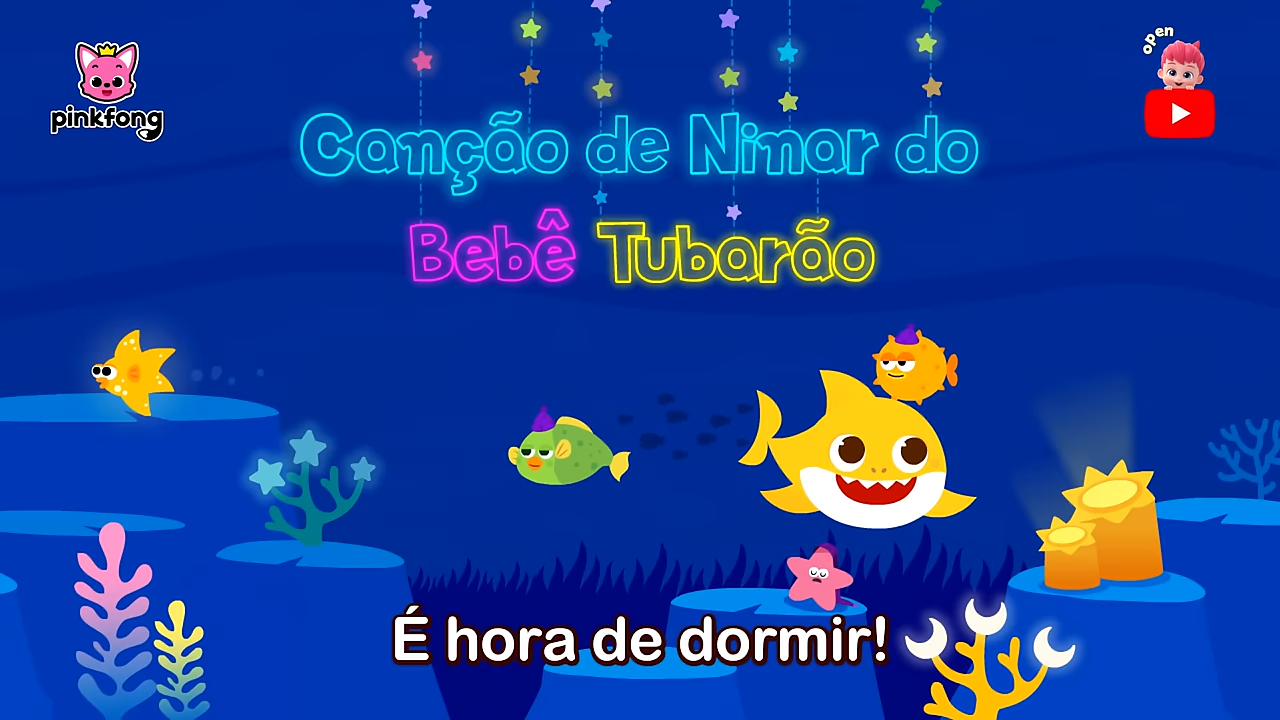 pinkfong
open
Canção de Ninar do
Bebê Tubarão
É hora de dormir!